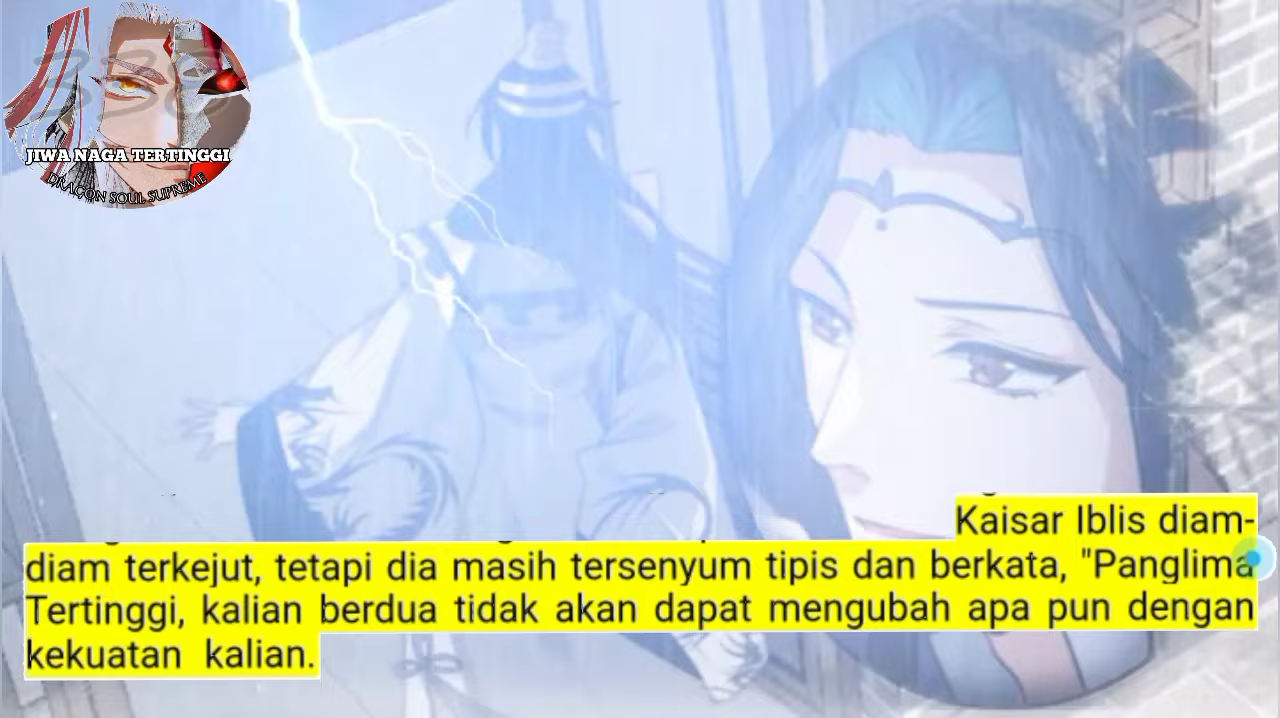 JIWA NAGA TERTINGGI
DRAGON SOUL SUPREME
Kaisar Iblis diam-
diam terkejut, tetapi dia masih tersenyum tipis dan berkata, "Panglima
Tertinggi, kalian berdua tidak akan dapat mengubah apa pun dengan
kekuatan kalian.